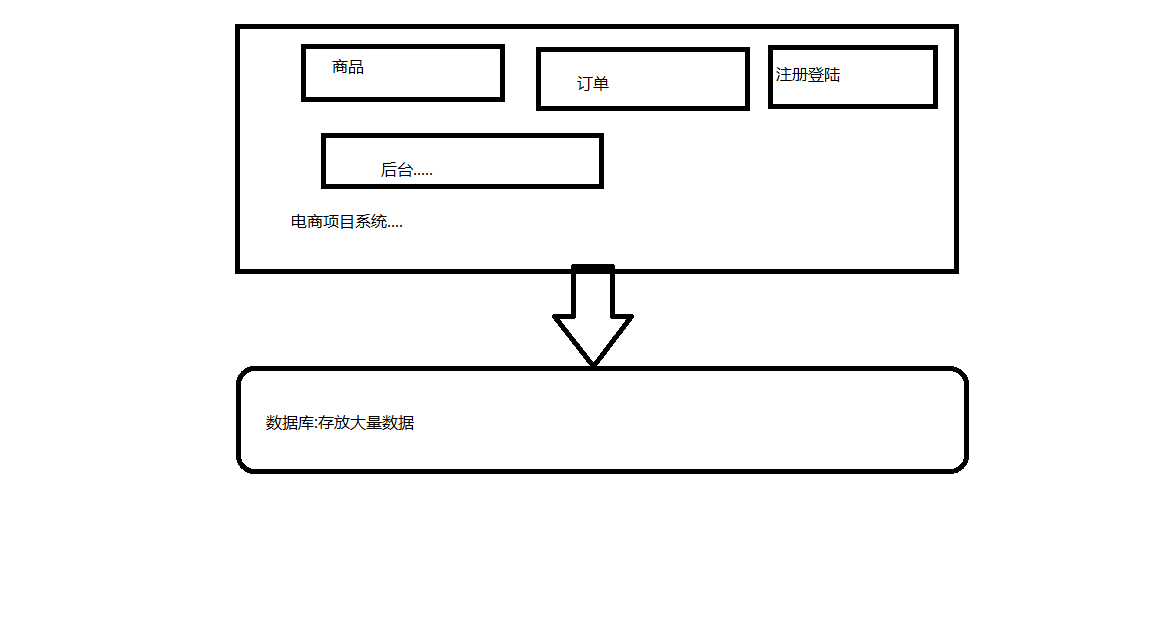 商品
订单
注册登陆
后台.....
电商项目系统....
数据库:存放大量数据